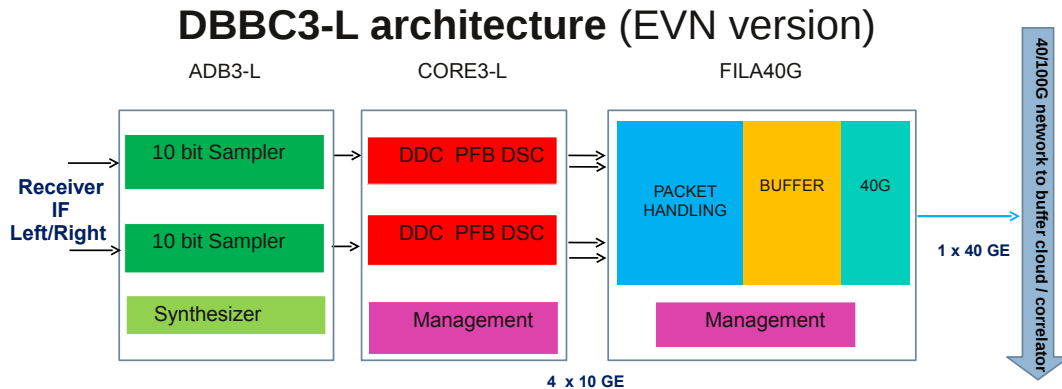 DBBC3-L architecture (EVN version)
ADB3-L
CORE3-L
FILA40G
Receiver
IF
Left/Right
10 bit Sampler
10 bit Sampler
Synthesizer
DDC PFB DSC
DDC PFB DSC
Management
4 x 10 GE
PACKET
HANDLING
BUFFER
40G
Management
1 x 40 GE
40/100G network to buffer cloud / correlator